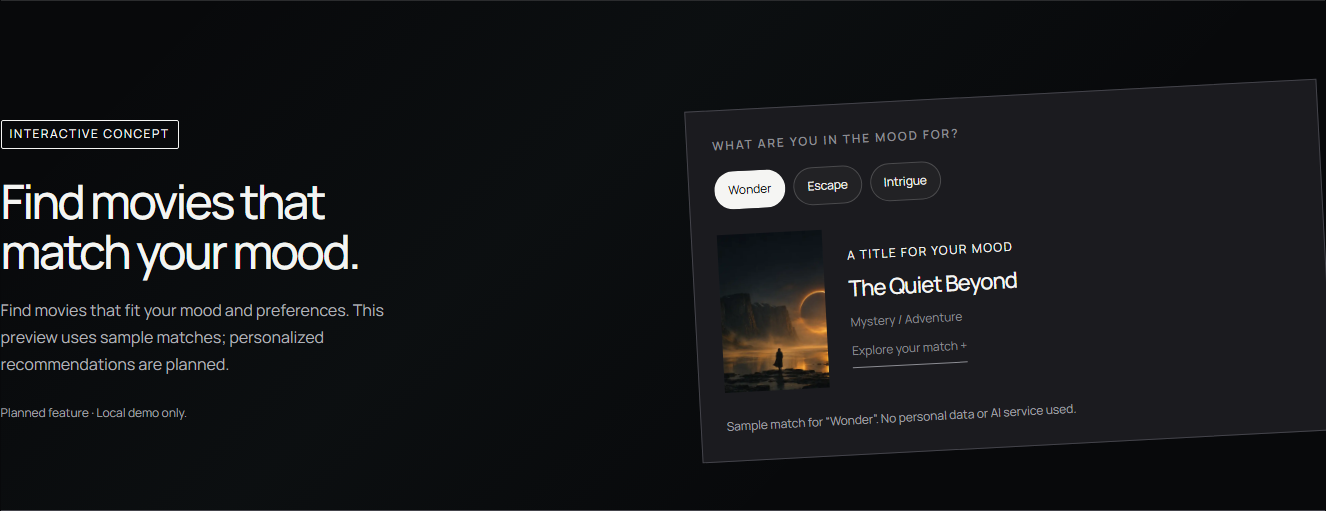 INTERACTIVE CONCEPT
Find movies that
match your mood.
Find movies that fit your mood and preferences. This
preview uses sample matches; personalized
recommendations are planned.
Planned feature · Local demo only.
WHAT ARE YOU IN THE MOOD FOR?
Wonder
Escape
Intrigue
A TITLE FOR YOUR MOOD
The Quiet Beyond
Mystery / Adventure
Explore your match +
Sample match for “Wonder”. No personal data or AI service used.